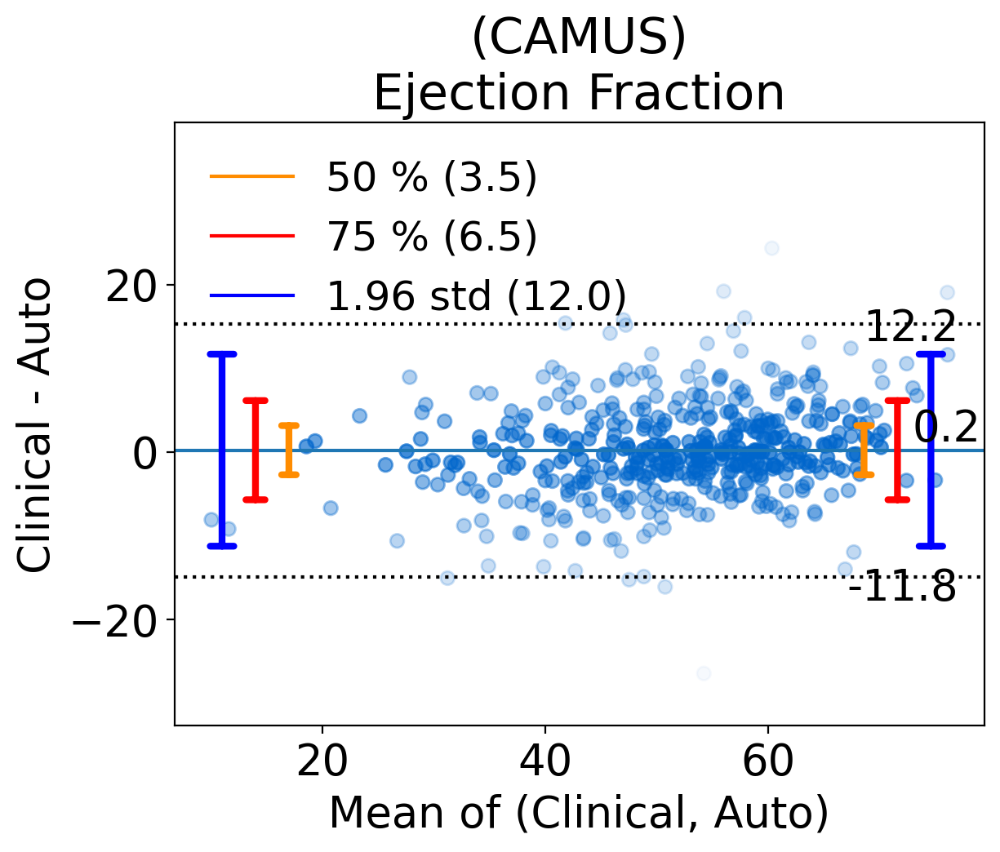 (CAMUS)
Ejection Fraction
50 % (3.5)
75 % (6.5)
1.96 std (12.0)
12.2
0.2
-11.8
Clinical - Auto
20
0
−20
20
40
60
Mean of (Clinical, Auto)